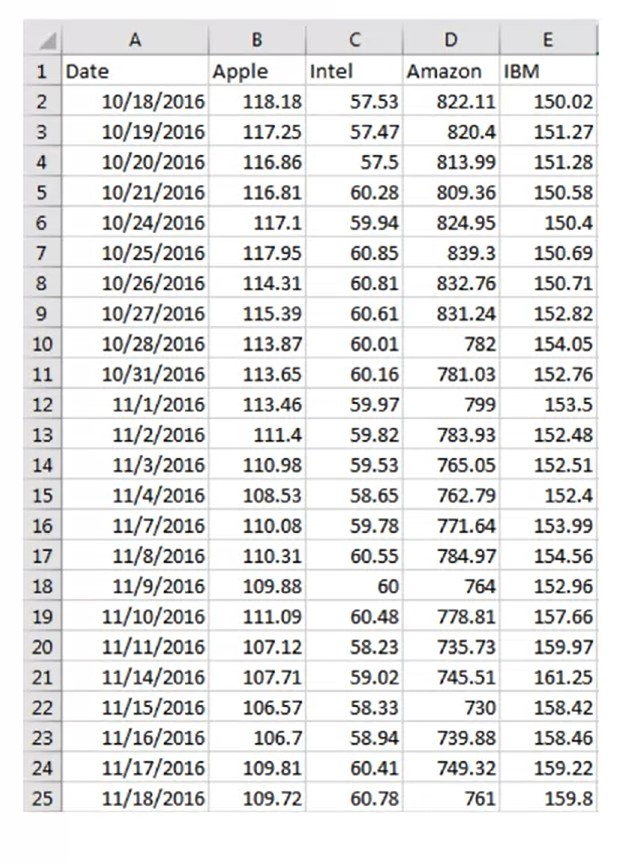 A B C D E
1 Date Apple Intel Amazon IBM
2 10/18/2016 118.18 57.53 822.11 150.02
3 10/19/2016 117.25 57.47 820.4 151.27
4 10/20/2016 116.86 57.5 813.99 151.28
5 10/21/2016 116.81 60.28 809.36 150.58
6 10/24/2016 117.1 59.94 824.95 150.4
7 10/25/2016 117.95 60.85 839.3 150.69
8 10/26/2016 114.31 60.81 832.76 150.71
9 10/27/2016 115.39 60.61 831.24 152.82
10 10/28/2016 113.87 60.01 782 154.05
11 10/31/2016 113.65 60.16 781.03 152.76
12 11/1/2016 113.46 59.97 799 153.5
13 11/2/2016 111.4 59.82 783.93 152.48
14 11/3/2016 110.98 59.53 765.05 152.51
15 11/4/2016 108.53 58.65 762.79 152.4
16 11/7/2016 110.08 59.78 771.64 153.99
17 11/8/2016 110.31 60.55 784.97 154.56
18 11/9/2016 109.88 60 764 152.96
19 11/10/2016 111.09 60.48 778.81 157.66
20 11/11/2016 107.12 58.23 735.73 159.97
21 11/14/2016 107.71 59.02 745.51 161.25
22 11/15/2016 106.57 58.33 730 158.42
23 11/16/2016 106.7 58.94 739.88 158.46
24 11/17/2016 109.81 60.41 749.32 159.22
25 11/18/2016 109.72 60.78 761 159.8